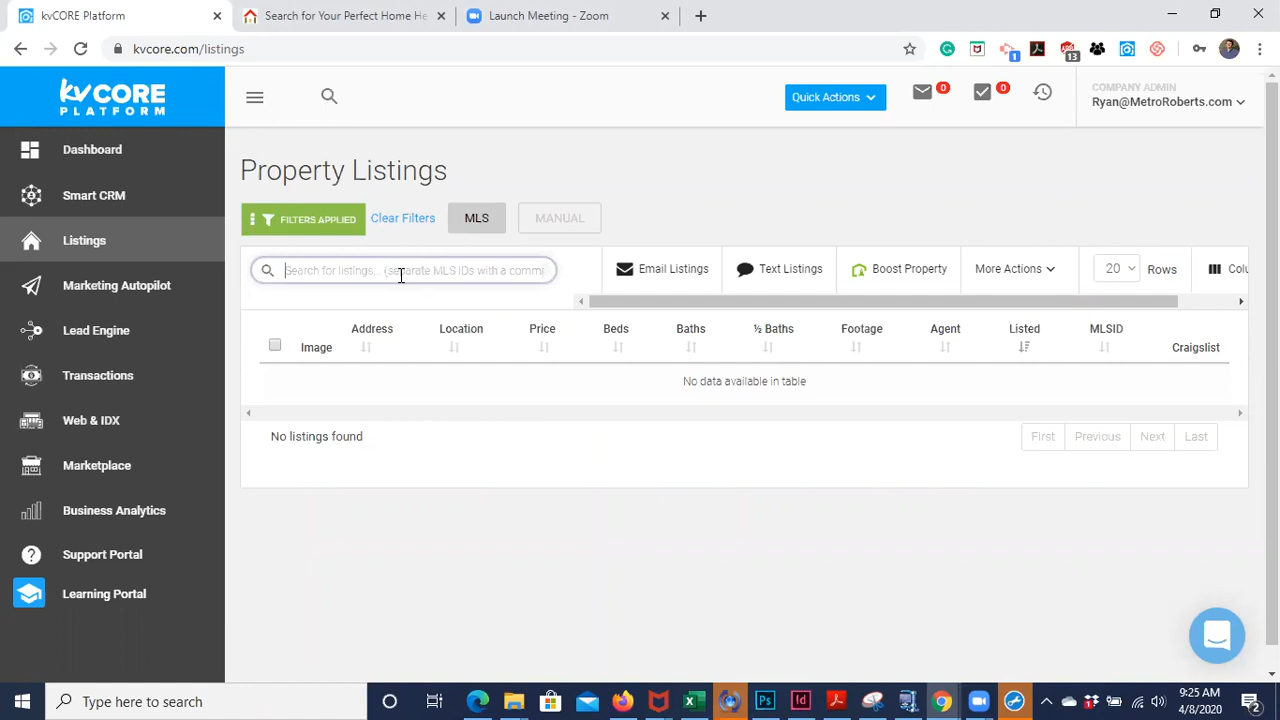 kvCORE Platform
Search for Your Perfect Home He
Launch Meeting - Zoom
kvcore.com/listings
1
13
kvCORE
PLATFORM
Quick Actions
0
0
COMPANY ADMIN
Ryan@MetroRoberts.com
Dashboard
Smart CRM
Listings
Marketing Autopilot
Lead Engine
Transactions
Web & IDX
Marketplace
Business Analytics
Support Portal
Learning Portal
Property Listings
FILTERS APPLIED
Clear Filters
MLS
MANUAL
Search for listings... (separate MLS IDs with a comma
Email Listings
Text Listings
Boost Property
More Actions
20
Rows
Colu
Image
Address
Location
Price
Beds
Baths
½ Baths
Footage
Agent
Listed
MLSID
Craigslist
No data available in table
No listings found
First
Previous
Next
Last
Type here to search
9:25 AM
4/8/2020
2